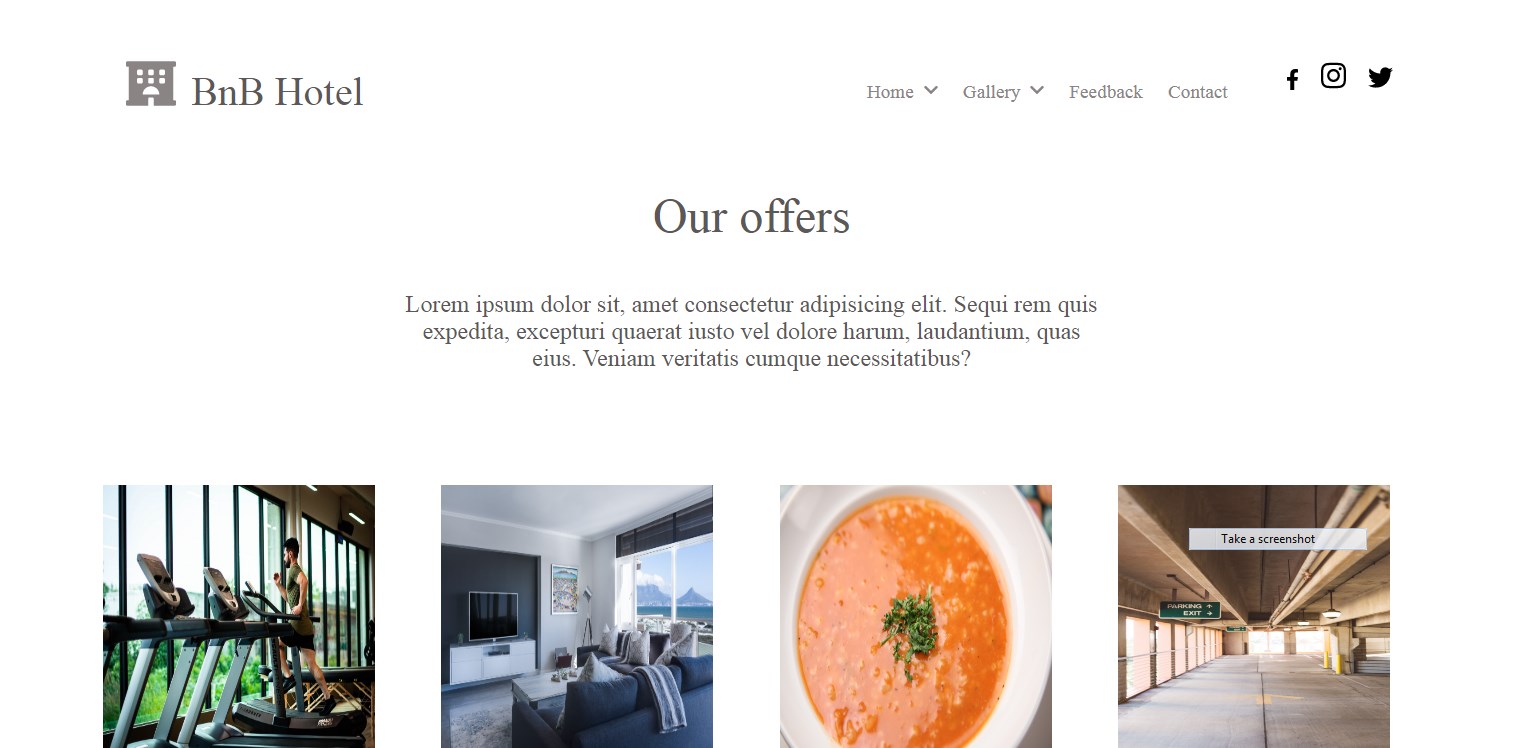 BnB Hotel
Home Gallery Feedback Contact
Our offers
Lorem ipsum dolor sit, amet consectetur adipisicing elit. Sequi rem quis
expedita, excepturi quaerat iusto vel dolore harum, laudantium, quas
eius. Veniam veritatis cumque necessitatibus?
Take a screenshot
PARKING
EXIT